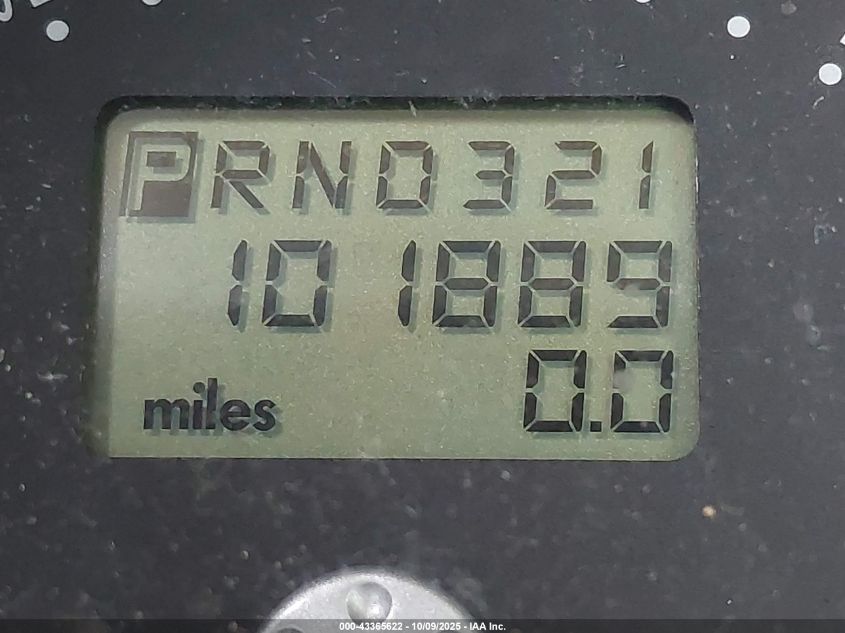 PRND321
101889
miles 0.0
000-43365622 - 10/09/2025 - IAA Inc.